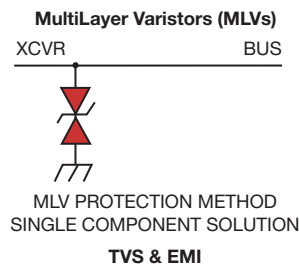 MultiLayer Varistors (MLVs)
XCVR BUS
MLV PROTECTION METHOD
SINGLE COMPONENT SOLUTION
TVS & EMI